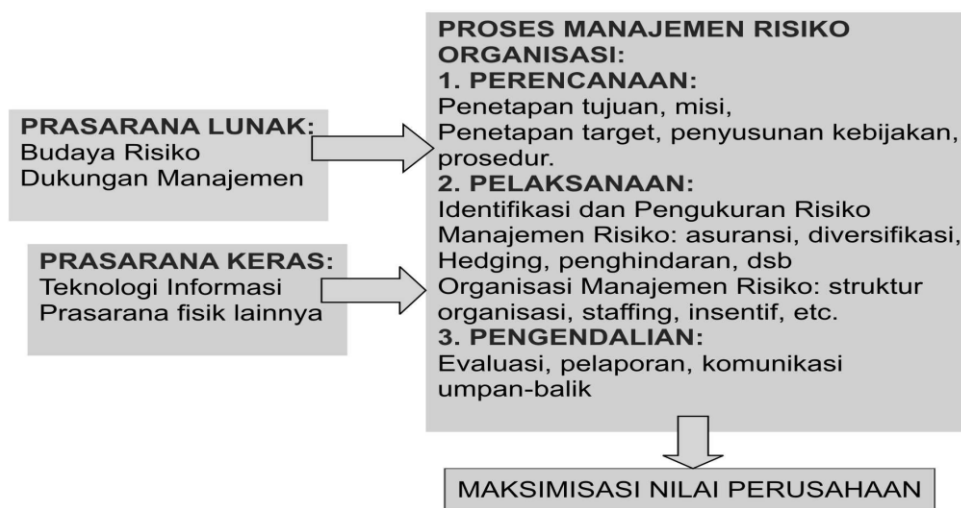 PRASARANA LUNAK:
Budaya Risiko
Dukungan Manajemen
PRASARANA KERAS:
Teknologi Informasi
Prasarana fisik lainnya
PROSES MANAJEMEN RISIKO
ORGANISASI:
1. PERENCANAAN:
Penetapan tujuan, misi,
Penetapan target, penyusunan kebijakan,
prosedur.
2. PELAKSANAAN:
Identifikasi dan Pengukuran Risiko
Manajemen Risiko: asuransi, diversifikasi,
Hedging, penghindaran, dsb
Organisasi Manajemen Risiko: struktur
organisasi, staffing, insentif, etc.
3. PENGENDALIAN:
Evaluasi, pelaporan, komunikasi
umpan-balik
MAKSIMISASI NILAI PERUSAHAAN